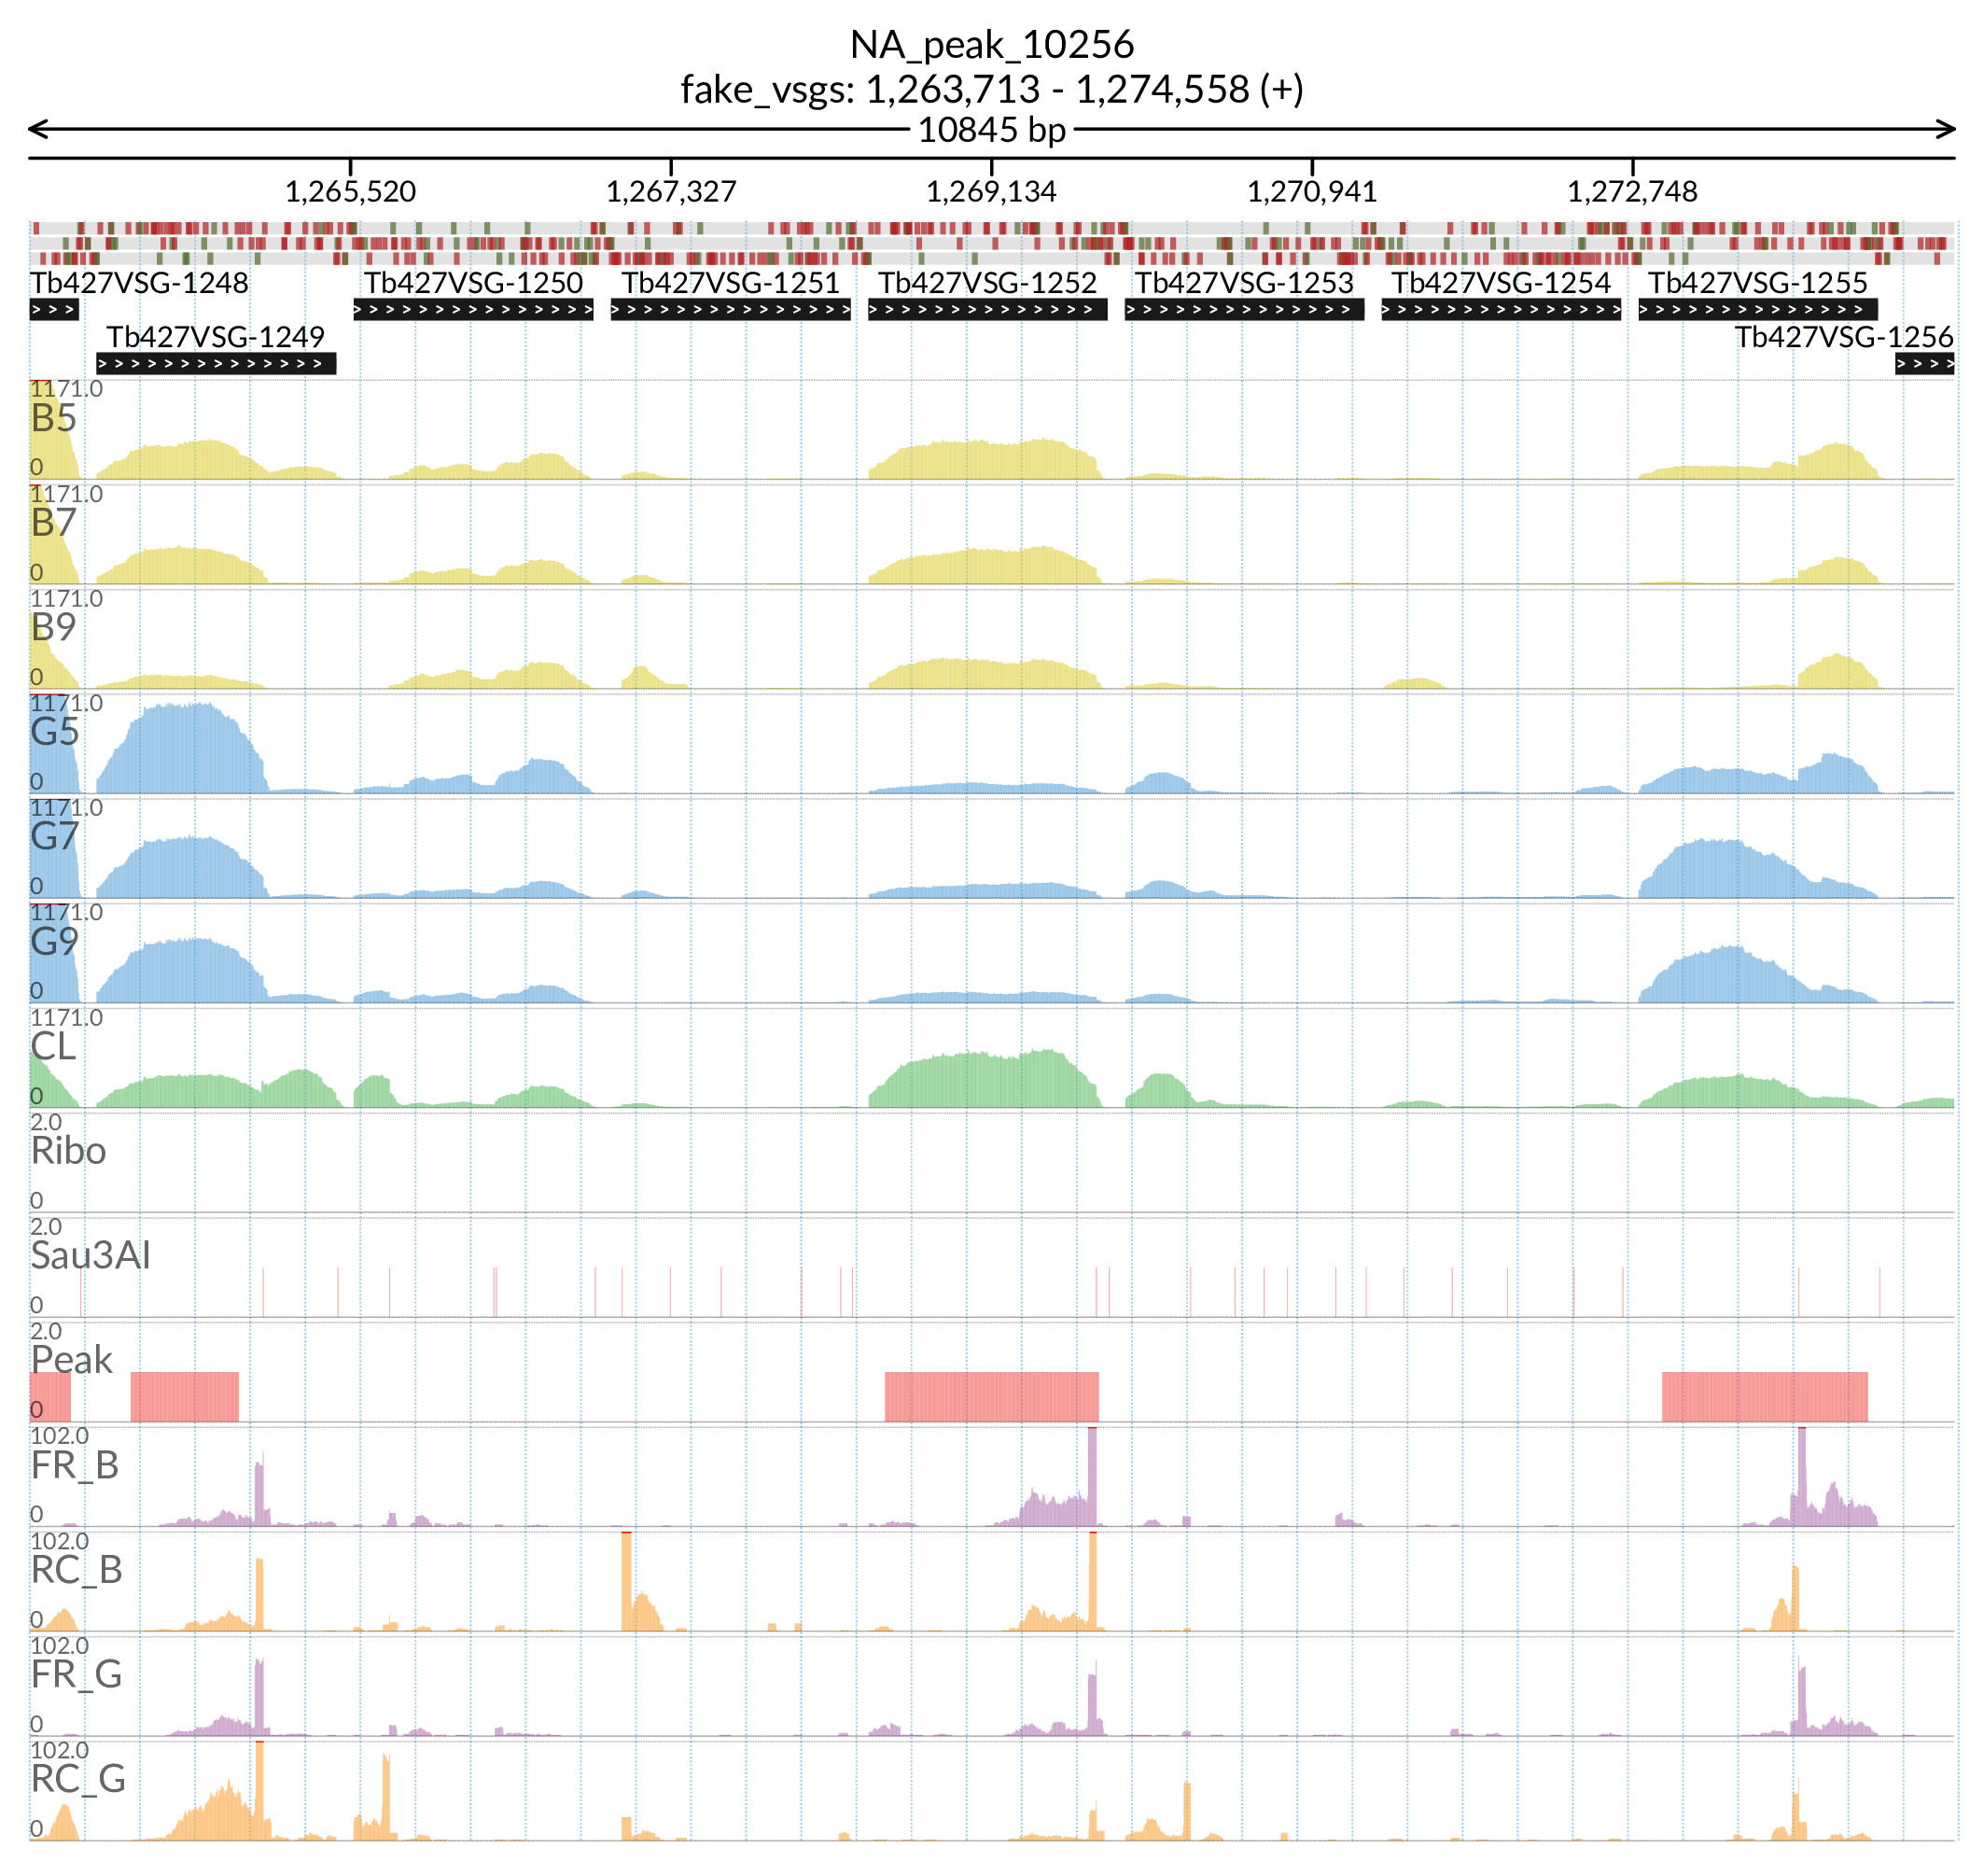 NA_peak_10256
fake_vsgs: 1,263,713 - 1,274,558 (+)
10845 bp
1,265,520 1,267,327 1,269,134 1,270,941 1,272,748
Tb427VSG-1248 Tb427VSG-1250 Tb427VSG-1251 Tb427VSG-1252 Tb427VSG-1253 Tb427VSG-1254 Tb427VSG-1255
Tb427VSG-1249 Tb427VSG-1256
1171.0
B5
0
1171.0
B7
0
1171.0
B9
0
1171.0
G5
0
1171.0
G7
0
1171.0
G9
0
1171.0
CL
0
2.0
Ribo
0
2.0
Sau3AI
0
2.0
Peak
0
102.0
FR_B
0
102.0
RC_B
0
102.0
FR_G
0
102.0
RC_G
0